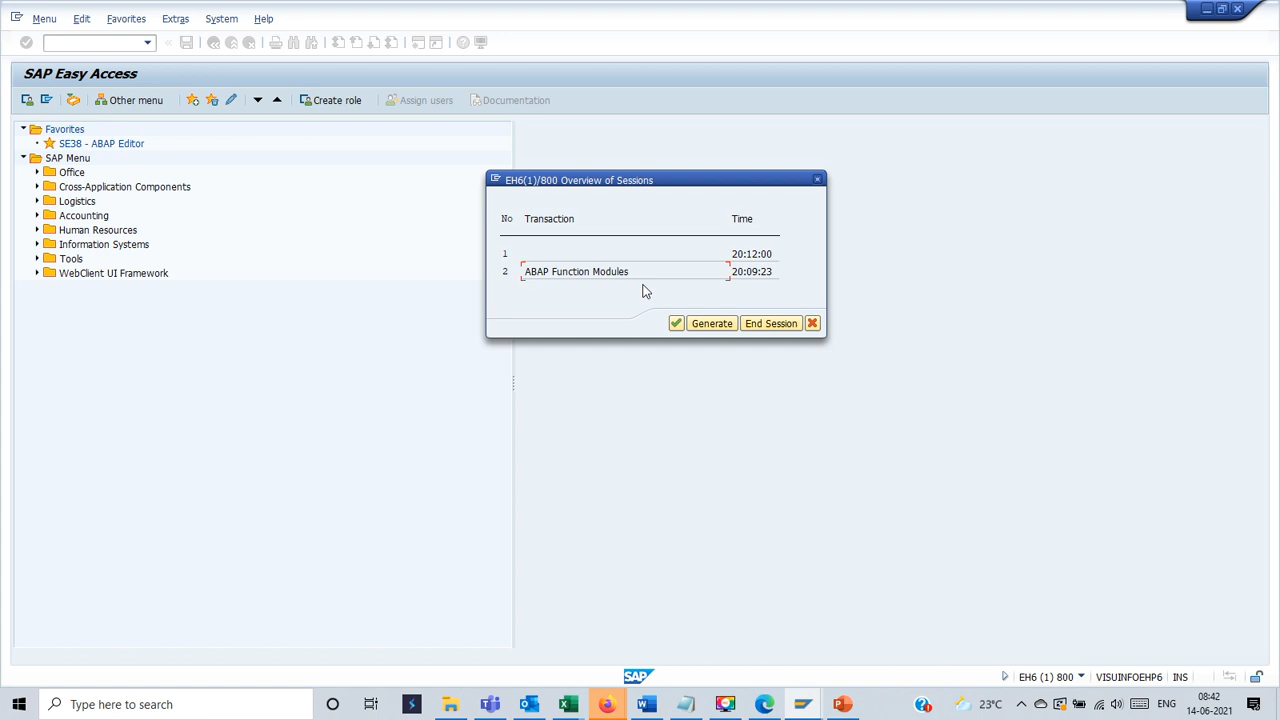 Menu Edit Favorites Extras System Help
SAP Easy Access
Other menu Create role Assign users Documentation
Favorites
SE38 - ABAP Editor
SAP Menu
Office
Cross-Application Components
Logistics
Accounting
Human Resources
Information Systems
Tools
WebClient UI Framework
EH6(1)/800 Overview of Sessions
No Transaction Time
1 20:12:00
2 ABAP Function Modules 20:09:23
Generate End Session
SAP
EH6 (1) 800 VISUINFOEHP6 INS
Type here to search
23°C ENG 08:42
14-06-2021